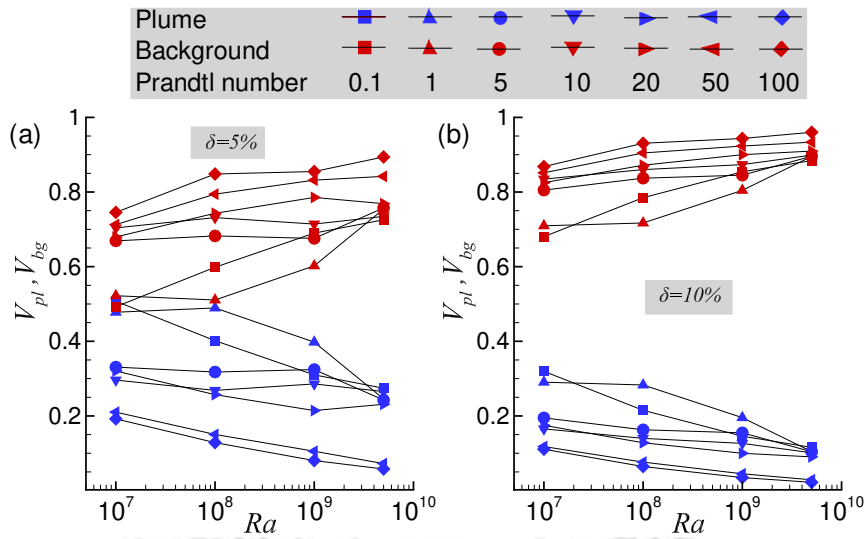 Plume
Background
Prandtl number 0.1 1 5 10 20 50 100
(a)
δ=5%
V_pl, V_bg
1
0.8
0.6
0.4
0.2
10^7 10^8 10^9 10^10
Ra
(b)
δ=10%
V_pl, V_bg
1
0.8
0.6
0.4
0.2
10^7 10^8 10^9 10^10
Ra